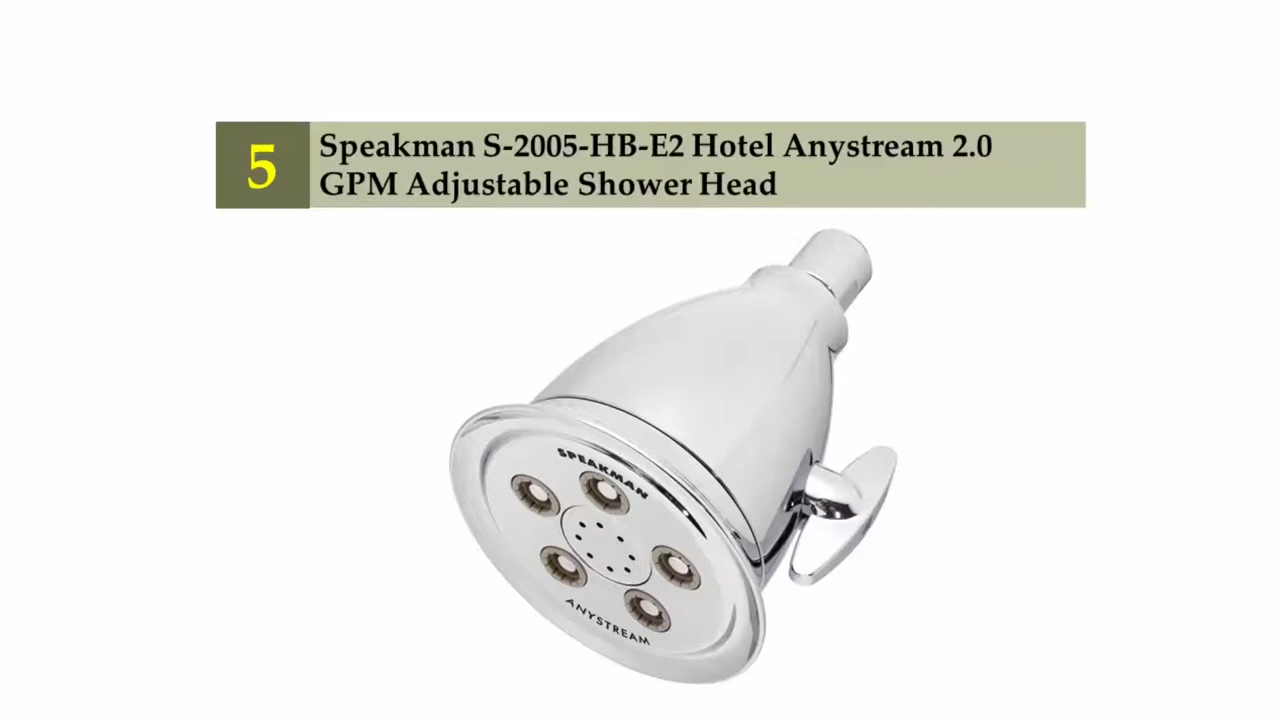 5
Speakman S-2005-HB-E2 Hotel Anystream 2.0
GPM Adjustable Shower Head
SPEAKMAN
ANYSTREAM